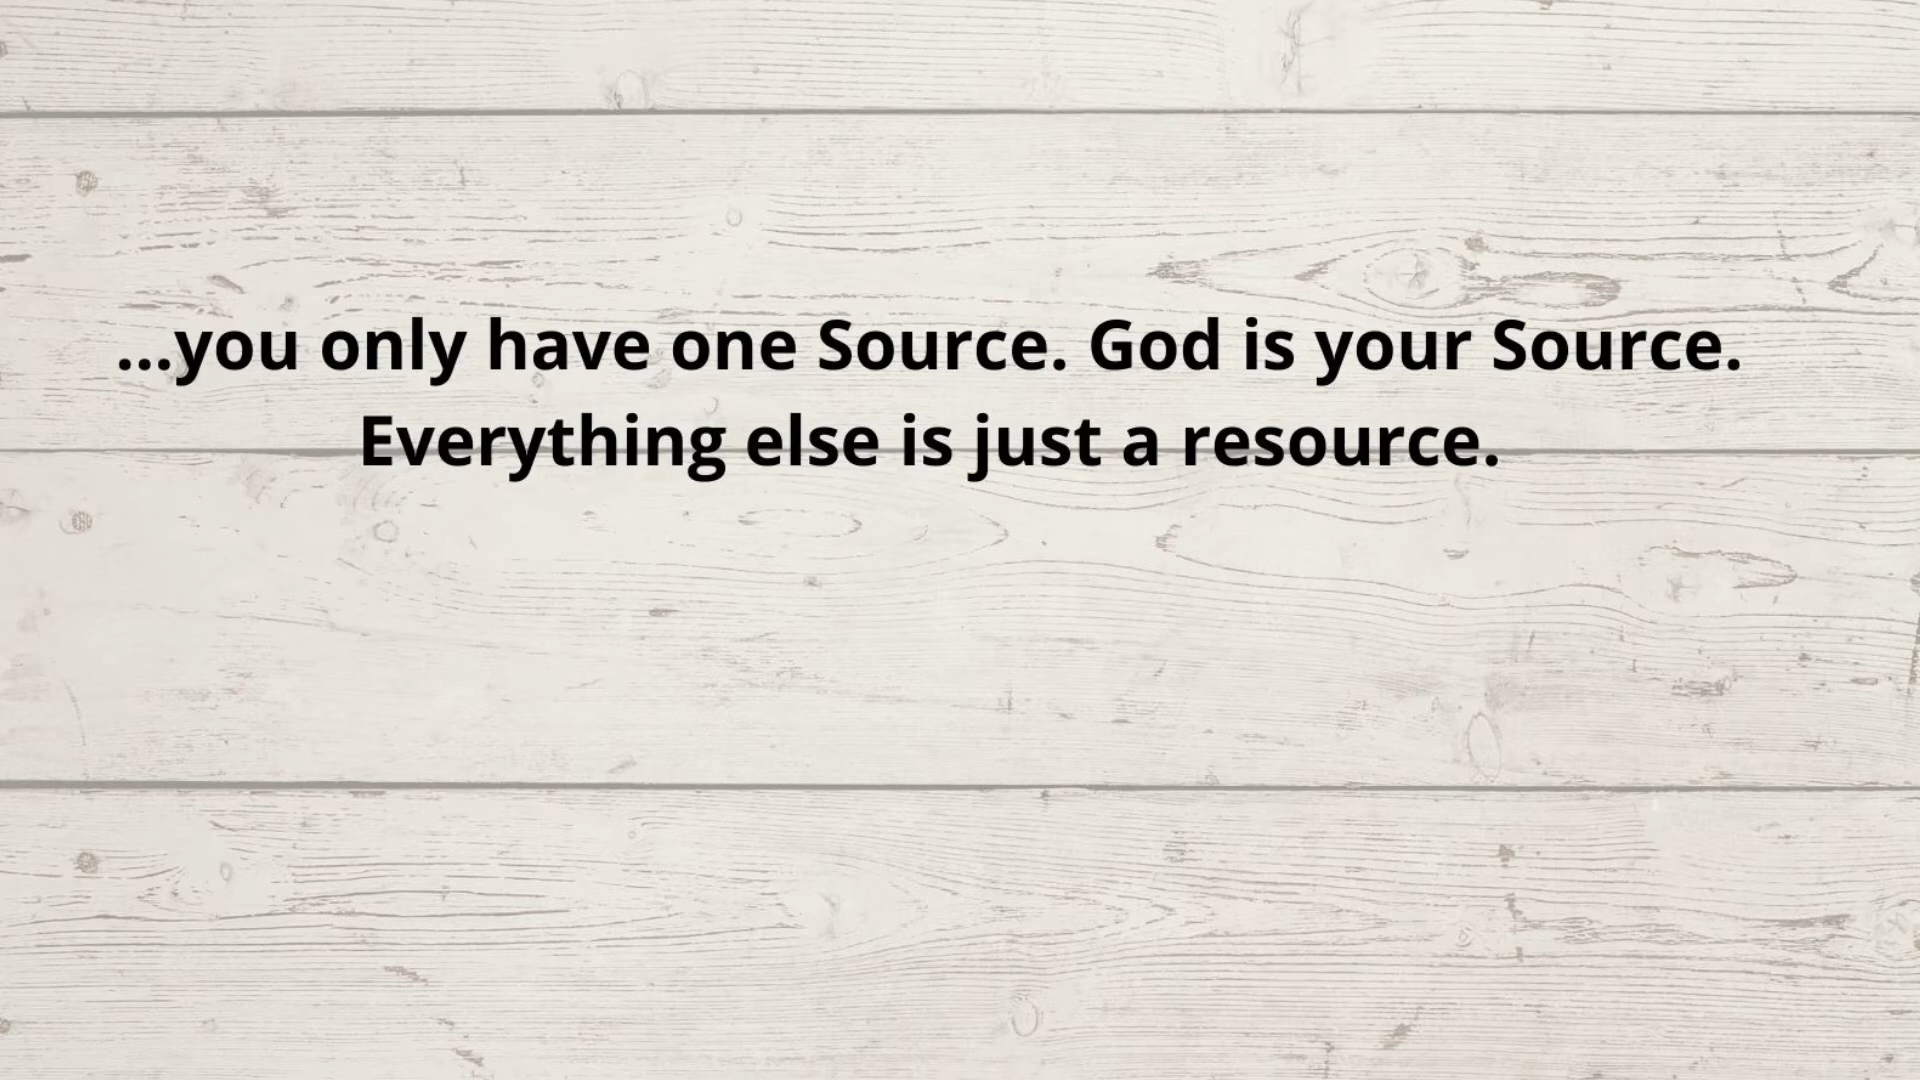 ...you only have one Source. God is your Source.
Everything else is just a resource.